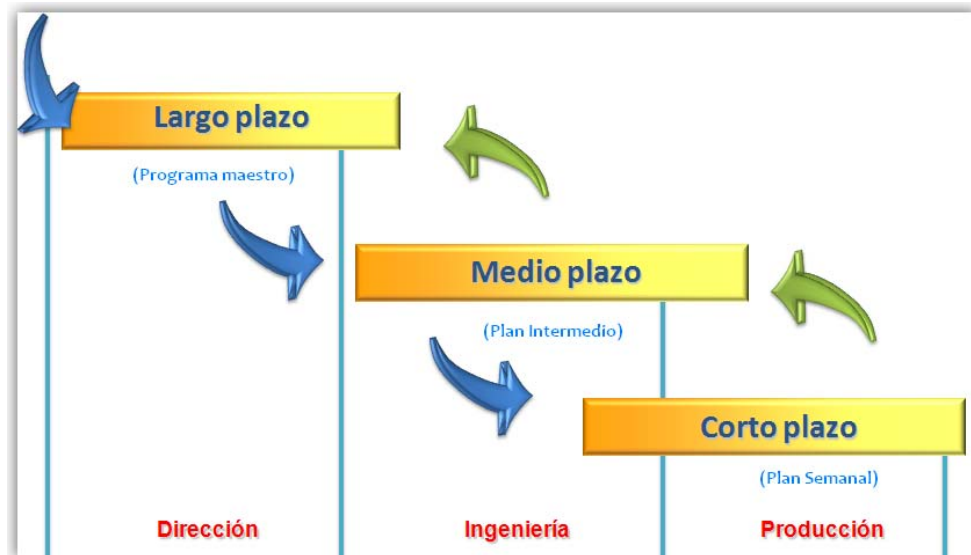 Largo plazo
(Programa maestro)
Medio plazo
(Plan Intermedio)
Corto plazo
(Plan Semanal)
Dirección
Ingeniería
Producción